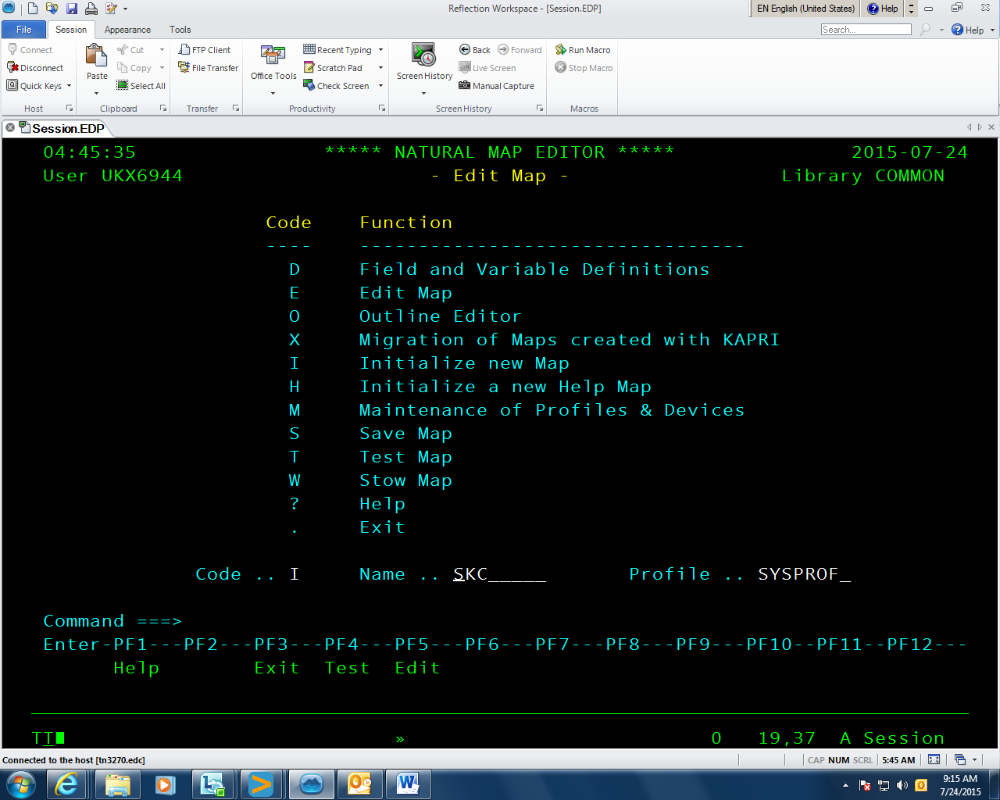 Reflection Workspace - [Session.EDP]
EN English (United States) Help
File Session Appearance Tools
Search... Help
Connect Cut FTP Client Recent Typing Back Forward Run Macro
Disconnect Paste Copy File Transfer Office Tools Scratch Pad Screen History Live Screen Stop Macro
Quick Keys Select All Check Screen Manual Capture
Host Clipboard Transfer Productivity Screen History Macros
Session.EDP
04:45:35 ***** NATURAL MAP EDITOR ***** 2015-07-24
User UKX6944 - Edit Map - Library COMMON
Code Function
---- ---------------------------------
D Field and Variable Definitions
E Edit Map
O Outline Editor
X Migration of Maps created with KAPRI
I Initialize new Map
H Initialize a new Help Map
M Maintenance of Profiles & Devices
S Save Map
T Test Map
W Stow Map
? Help
. Exit
Code .. I Name .. SKC_____ Profile .. SYSPROF_
Command ===>
Enter-PF1---PF2---PF3---PF4---PF5---PF6---PF7---PF8---PF9---PF10--PF11--PF12---
Help Exit Test Edit
TT » 0 19,37 A Session
Connected to the host [tn3270.edc] CAP NUM SCRL 5:45 AM
9:15 AM
7/24/2015